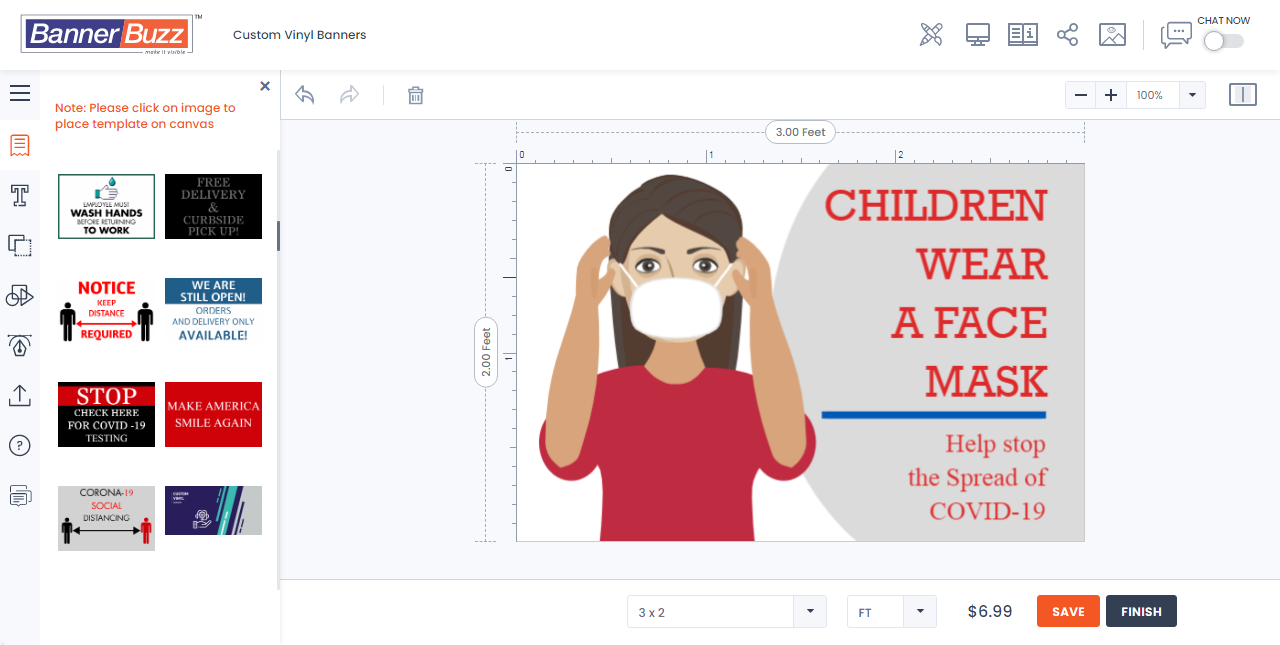 BannerBuzz
TM
make it visible
Custom Vinyl Banners
CHAT NOW
Note: Please click on image to
place template on canvas
EMPLOYEE MUST
WASH HANDS
BEFORE RETURNING
TO WORK
FREE
DELIVERY
&
CURBSIDE
PICK UP!
NOTICE
KEEP
DISTANCE
REQUIRED
WE ARE
STILL OPEN!
ORDERS
AND DELIVERY ONLY
AVAILABLE!
STOP
CHECK HERE
FOR COVID -19
TESTING
MAKE AMERICA
SMILE AGAIN
CORONA-19
SOCIAL
DISTANCING
CUSTOM
VINYL
100%
3.00 Feet
0
1
2
0
1
2.00 Feet
CHILDREN
WEAR
A FACE
MASK
Help stop
the Spread of
COVID-19
3 x 2
FT
$6.99
SAVE
FINISH